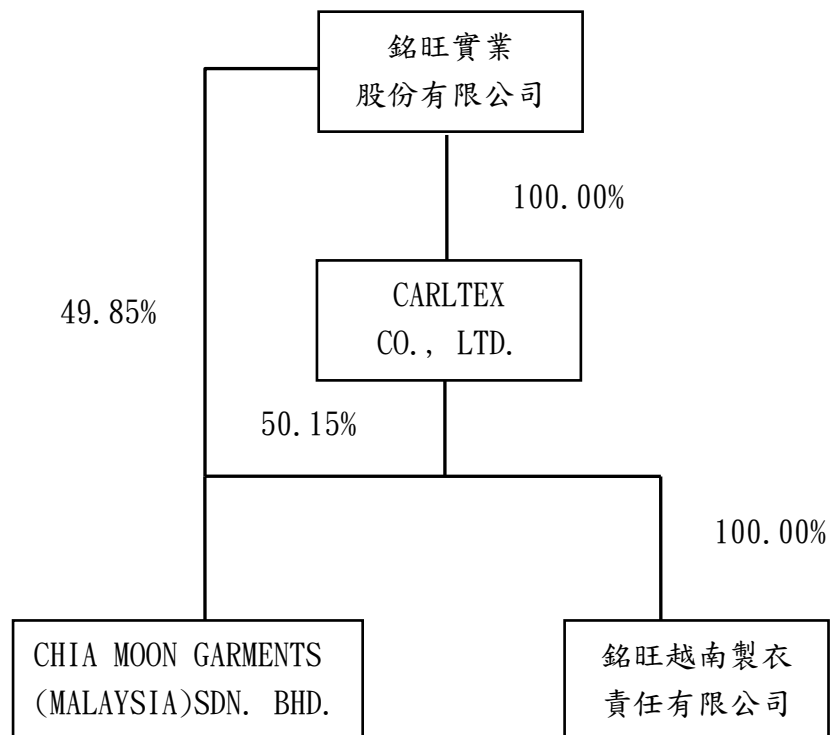 銘旺實業
股份有限公司
100.00%
CARLTEX
CO., LTD.
49.85%
50.15%
100.00%
CHIA MOON GARMENTS
(MALAYSIA)SDN. BHD.
銘旺越南製衣
責任有限公司